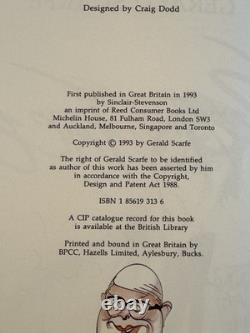 Designed by Craig Dodd
First published in Great Britain in 1993
by Sinclair-Stevenson
an imprint of Reed Consumer Books Ltd
Michelin House, 81 Fulham Road, London SW3
and Auckland, Melbourne, Singapore and Toronto
Copyright © 1993 by Gerald Scarfe
The right of Gerald Scarfe to be identified
as author of this work has been asserted by him
in accordance with the Copyright,
Design and Patent Act 1988.
ISBN 1 85619 313 6
A CIP catalogue record for this book
is available at the British Library
Printed and bound in Great Britain by
BPCC, Hazells Limited, Aylesbury, Bucks.